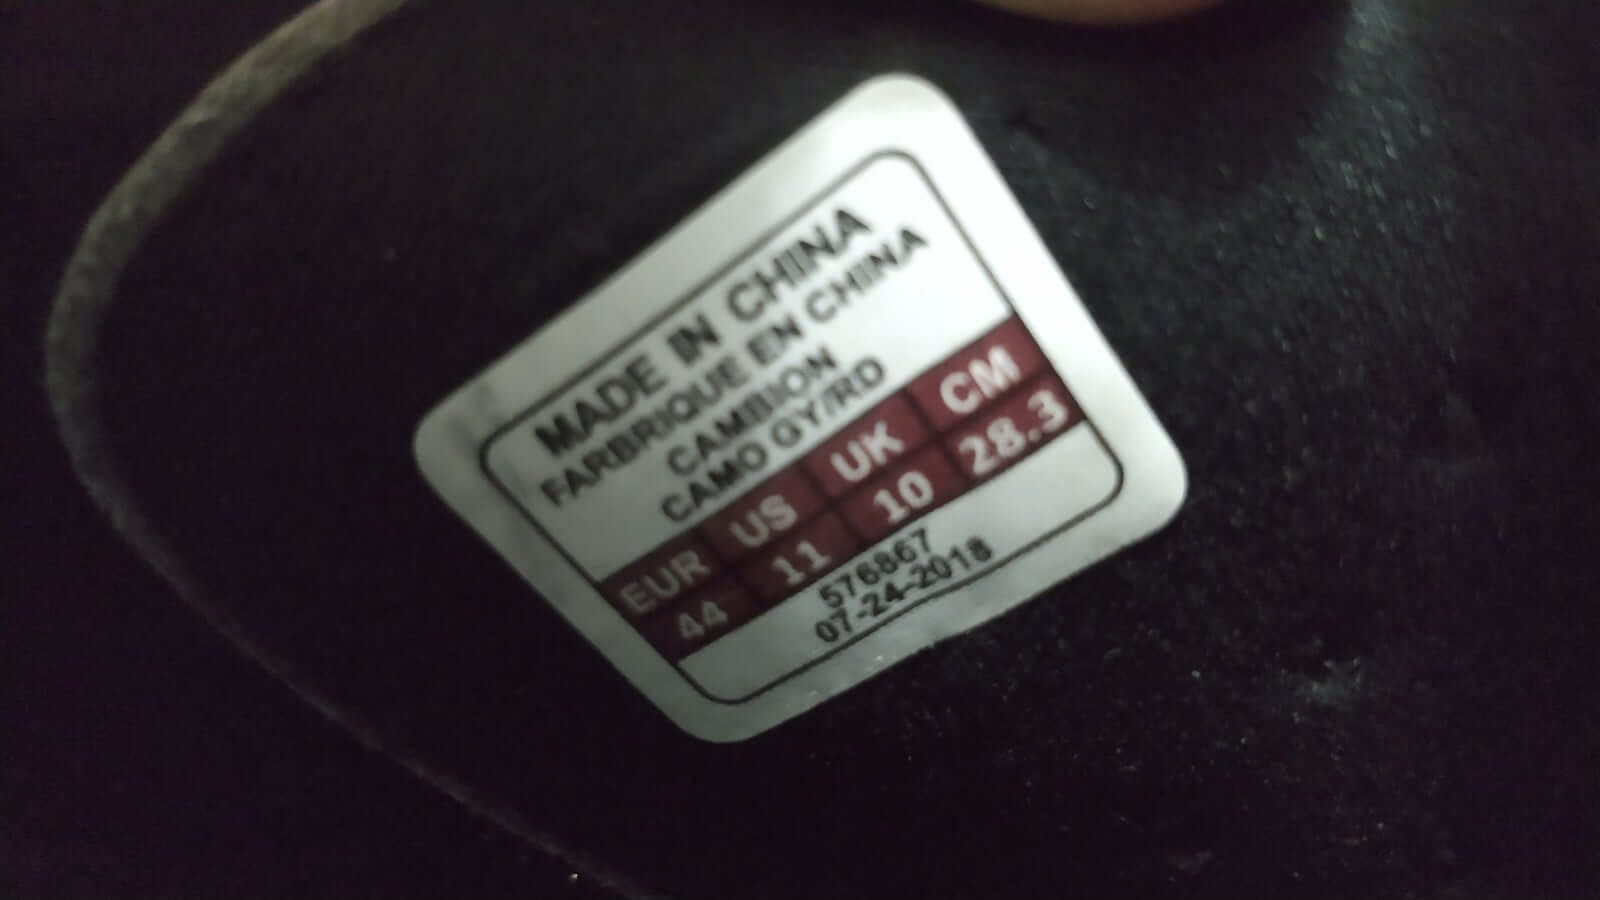 MADE IN CHINA
FARBRIQUE EN CHINA
CAMBION
CAMO GY/RD
EUR US UK CM
44 11 10 28.3
576867
07-24-2018